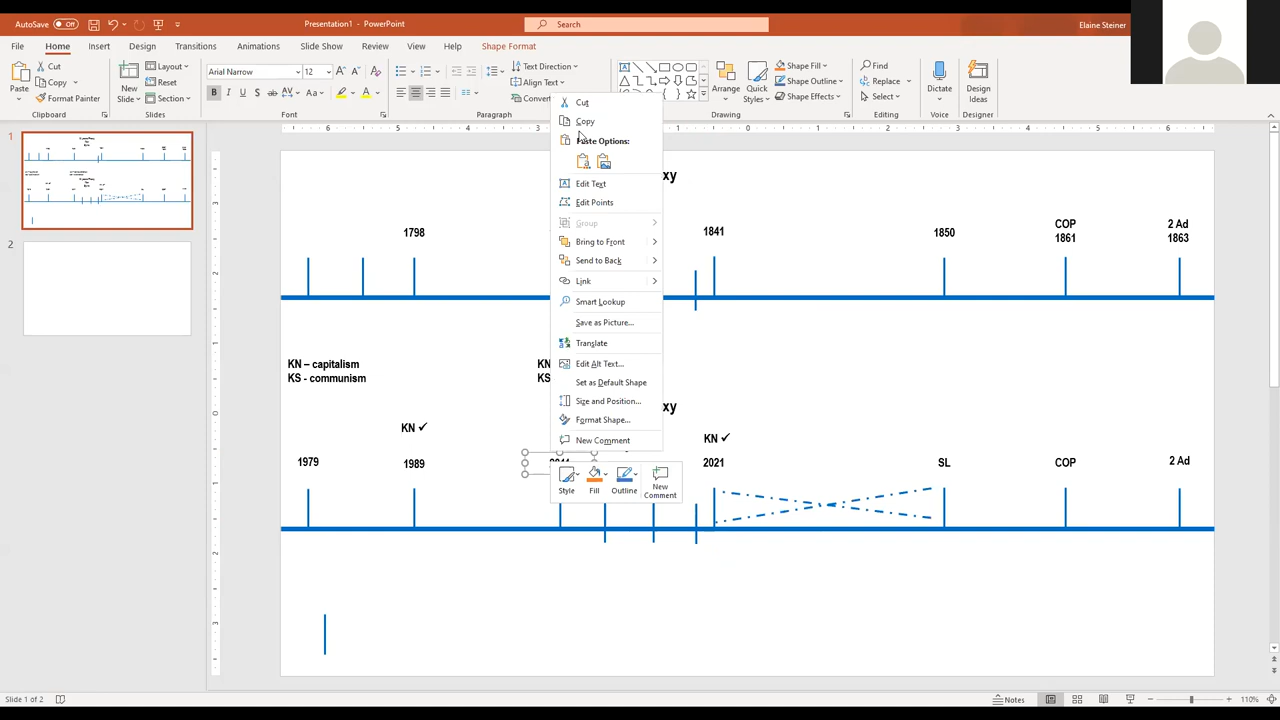 AutoSave Off
Presentation1 - PowerPoint
Search
Elaine Steiner
File Home Insert Design Transitions Animations Slide Show Review View Help Shape Format
Paste
Cut
Copy
Format Painter
Clipboard
New Slide
Layout
Reset
Section
Slides
Arial Narrow 12
Font
Text Direction
Align Text
Convert
Paragraph
Arrange
Quick Styles
Shape Fill
Shape Outline
Shape Effects
Drawing
Find
Replace
Select
Editing
Dictate
Voice
Design Ideas
Designer
Cut
Copy
Paste Options:
Edit Text
Edit Points
Group
Bring to Front
Send to Back
Link
Smart Lookup
Save as Picture...
Translate
Edit Alt Text...
Set as Default Shape
Size and Position...
Format Shape...
New Comment
Style Fill Outline New Comment
1
2
xy
1798
1841
1850
COP
1861
2 Ad
1863
KN – capitalism
KS - communism
KN
KS
xy
KN ✓
KN ✓
1979
1989
2021
SL
COP
2 Ad
Slide 1 of 2
Notes
110%